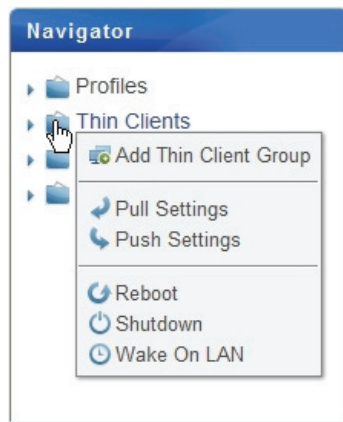 Navigator
Profiles
Thin Clients
Add Thin Client Group
Pull Settings
Push Settings
Reboot
Shutdown
Wake On LAN